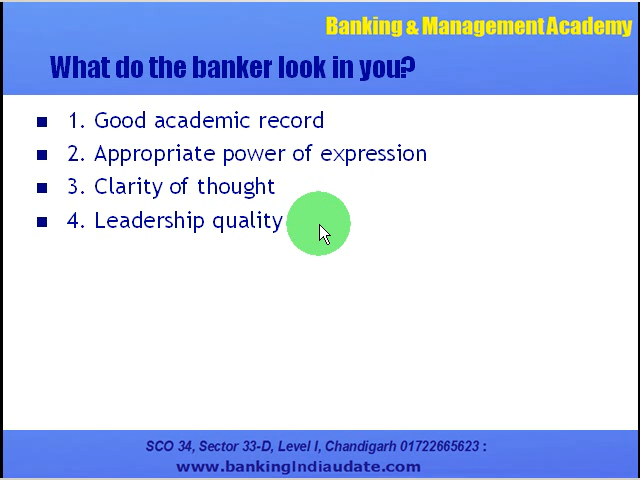 Banking & Management Academy
What do the banker look in you?
1. Good academic record
2. Appropriate power of expression
3. Clarity of thought
4. Leadership quality
SCO 34, Sector 33-D, Level I, Chandigarh 01722665623 :
www.bankingIndiaudate.com